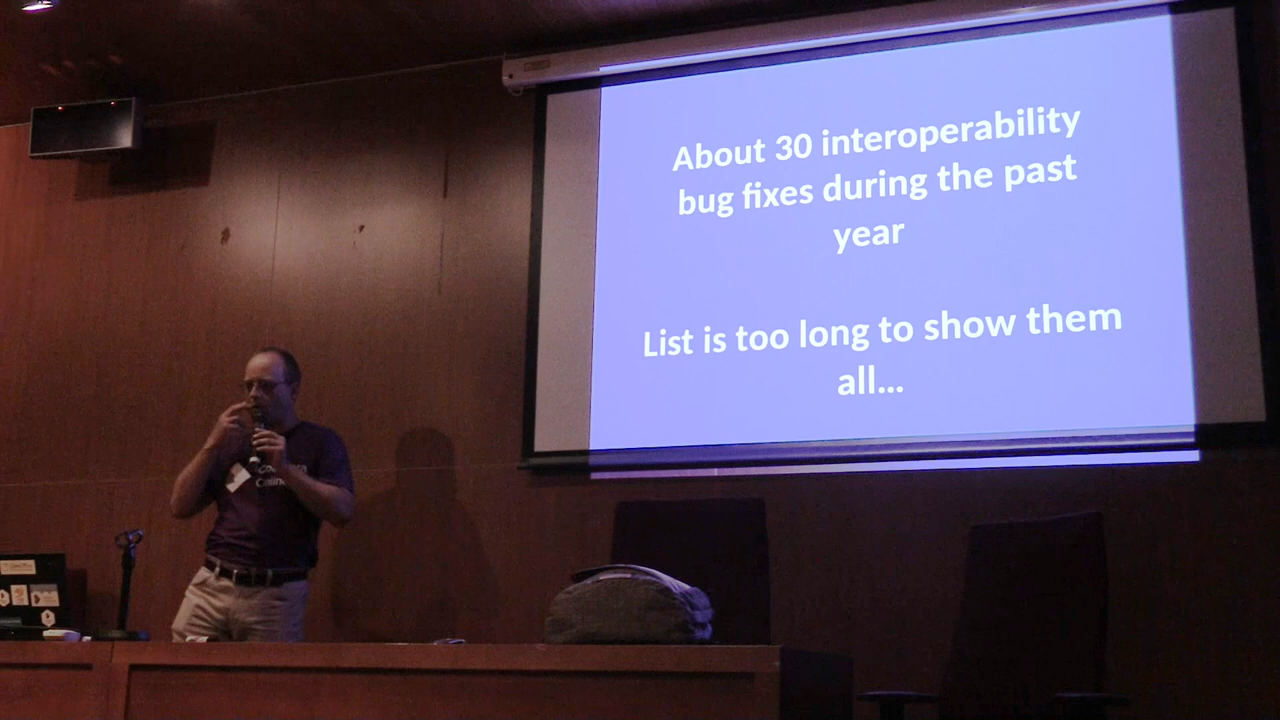 About 30 interoperability
bug fixes during the past
year
List is too long to show them
all...